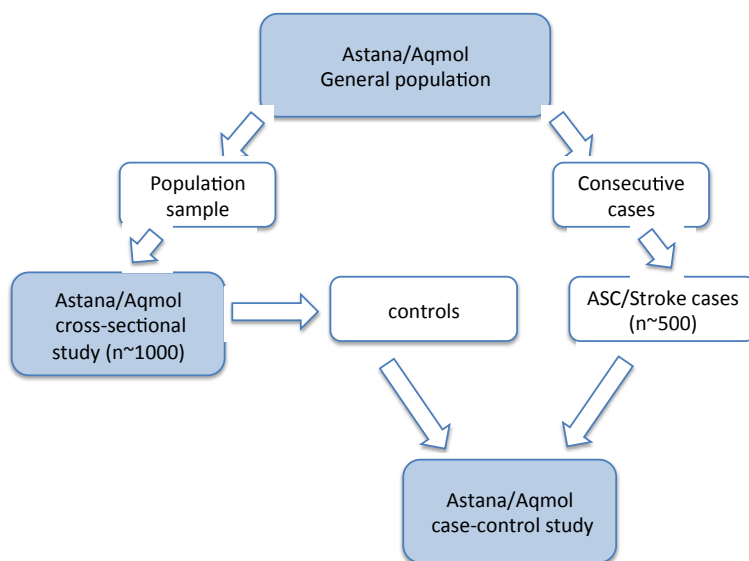 Astana/Aqmol
General population
Population
sample
Consecutive
cases
Astana/Aqmol
cross-sectional
study (n~1000)
controls
ASC/Stroke cases
(n~500)
Astana/Aqmol
case-control study